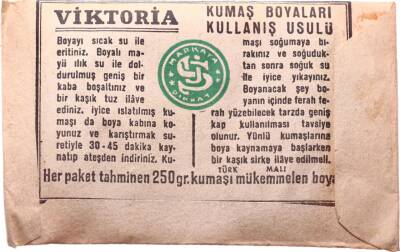 VİKTORİA
Boyayı sıcak su ile
eritiniz. Boyalı ma-
yii ılık su ile dol-
durulmuş geniş bir
kaba boşaltınız ve
bir kaşık tuz ilâve
ediniz. iyice ıslatılmış ku-
maşı da boya kabına ko-
yunuz ve karıştırmak su-
retiyle 30-45 dakika kay-
natıp ateşden indiriniz. Ku-
MARKAYA
DİKKAT
KUMAŞ BOYALARI
KULLANIŞ USULÜ
maşı soğumaya bı-
rakınız ve soğuduk-
tan sonra soğuk su
ile iyice yıkayınız.
Boyanacak şey bo-
yanın içinde ferah fe-
rah yüzebilecek tarzda geniş
kap kullanılması tavsiye
olunur. Yünlü kumaşlarına
boya kaynamaya başlarken
bir kaşık sirke ilâve edilmeli.
TÜRK MALI
Her paket tahminen 250gr. kumaşı mükemmelen boya